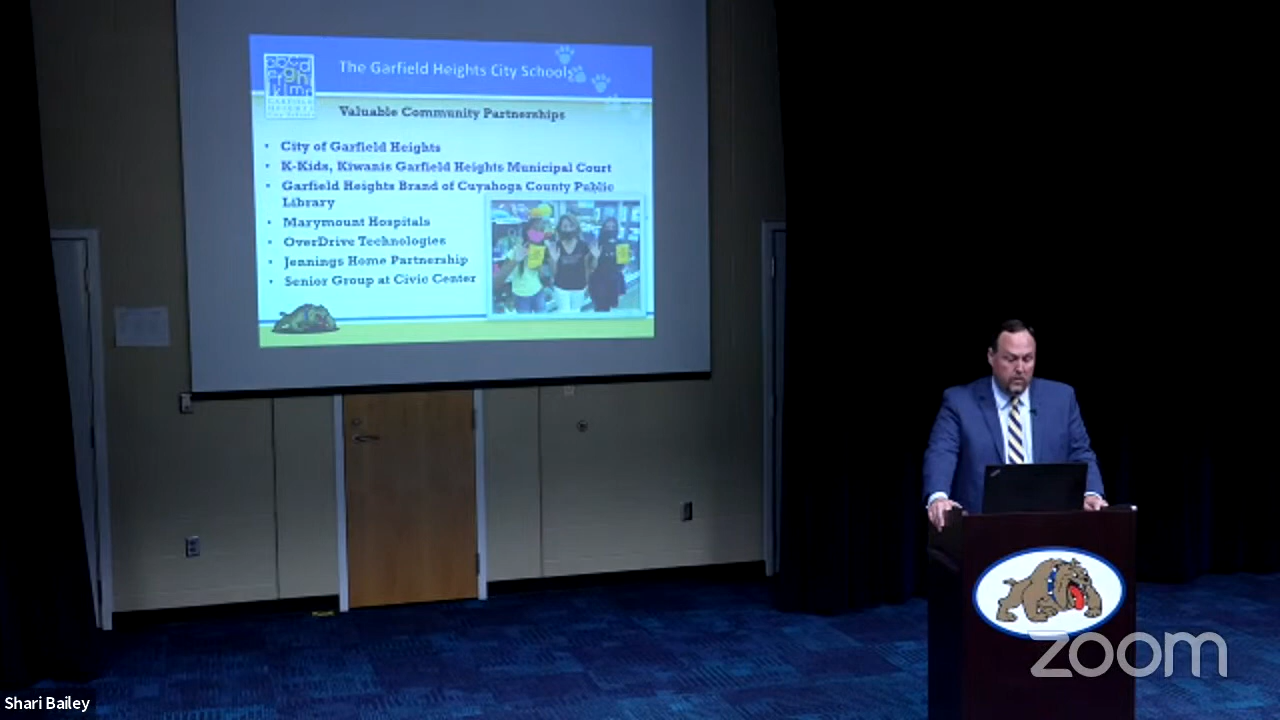 The Garfield Heights City Schools
GARFIELD
HEIGHTS
Valuable Community Partnerships
• City of Garfield Heights
• K-Kids, Kiwanis Garfield Heights Municipal Court
• Garfield Heights Brand of Cuyahoga County Public
Library
• Marymount Hospitals
• OverDrive Technologies
• Jennings Home Partnership
• Senior Group at Civic Center
zoom
Shari Bailey